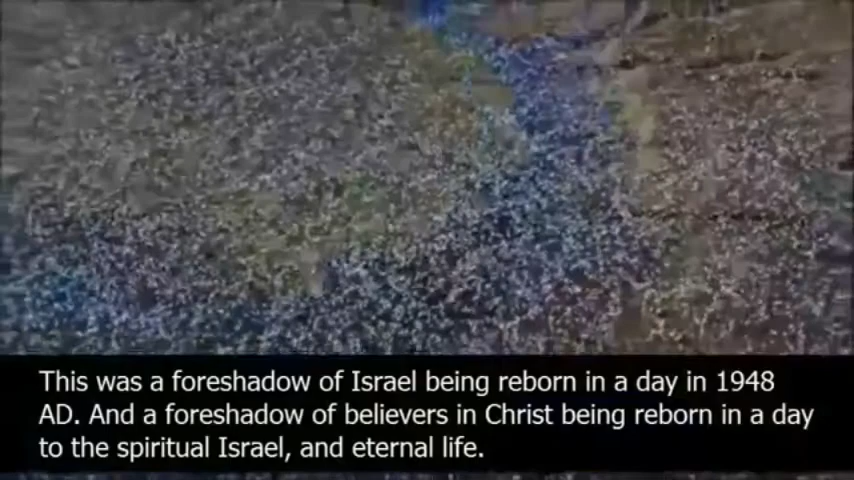 This was a foreshadow of Israel being reborn in a day in 1948
AD. And a foreshadow of believers in Christ being reborn in a day
to the spiritual Israel, and eternal life.